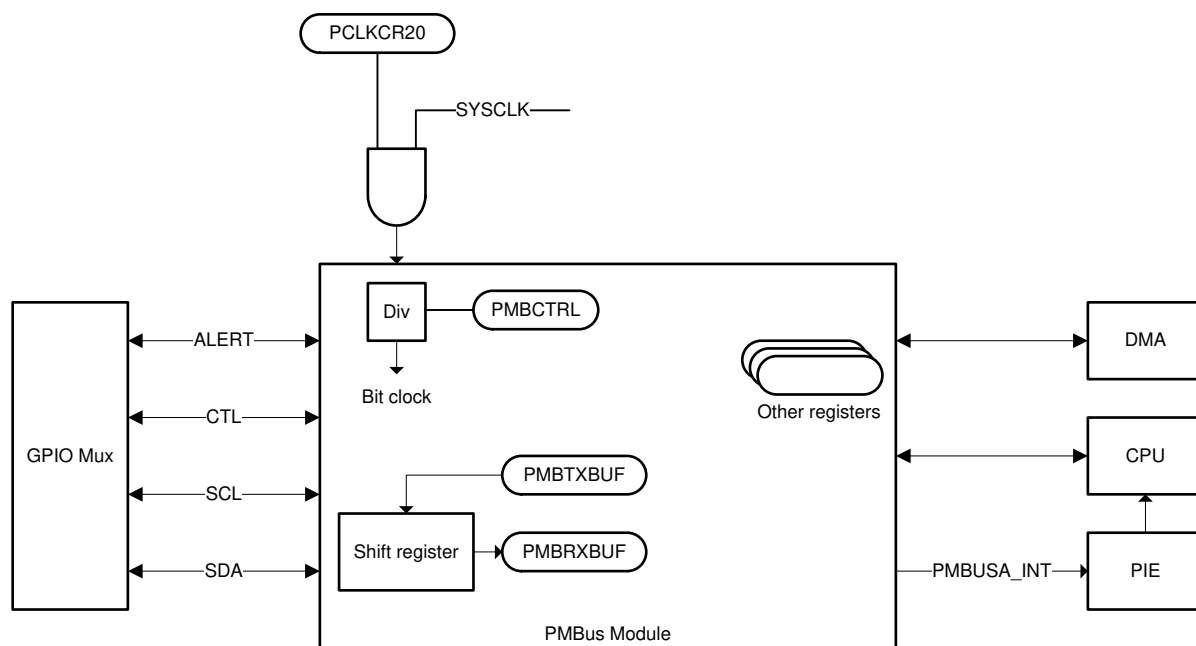 PCLKCR20
SYSCLK
Div
PMBCTRL
ALERT
DMA
Bit clock
Other registers
CTL
GPIO Mux
CPU
PMBTXBUF
SCL
Shift register
PMBRXBUF
SDA
PMBUSA_INT
PIE
PMBus Module